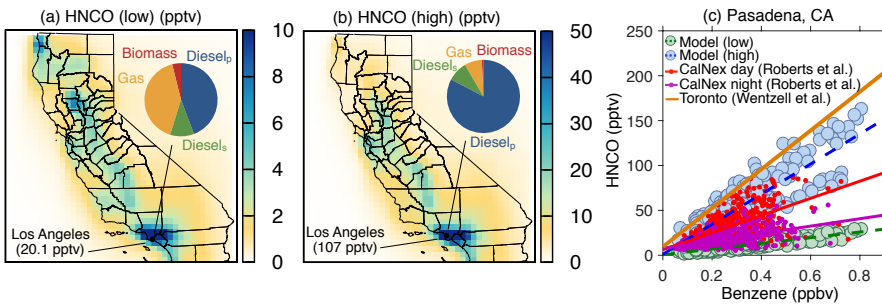 (a) HNCO (low) (pptv)
Biomass
Diesel_p
Gas
Diesel_s
Los Angeles
(20.1 pptv)
10
8
6
4
2
0
(b) HNCO (high) (pptv)
Gas
Biomass
Diesel_s
Diesel_p
Los Angeles
(107 pptv)
50
40
30
20
10
0
(c) Pasadena, CA
Model (low)
Model (high)
CalNex day (Roberts et al.)
CalNex night (Roberts et al.)
Toronto (Wentzell et al.)
HNCO (pptv)
250
200
150
100
50
0
0 0.2 0.4 0.6 0.8
Benzene (ppbv)